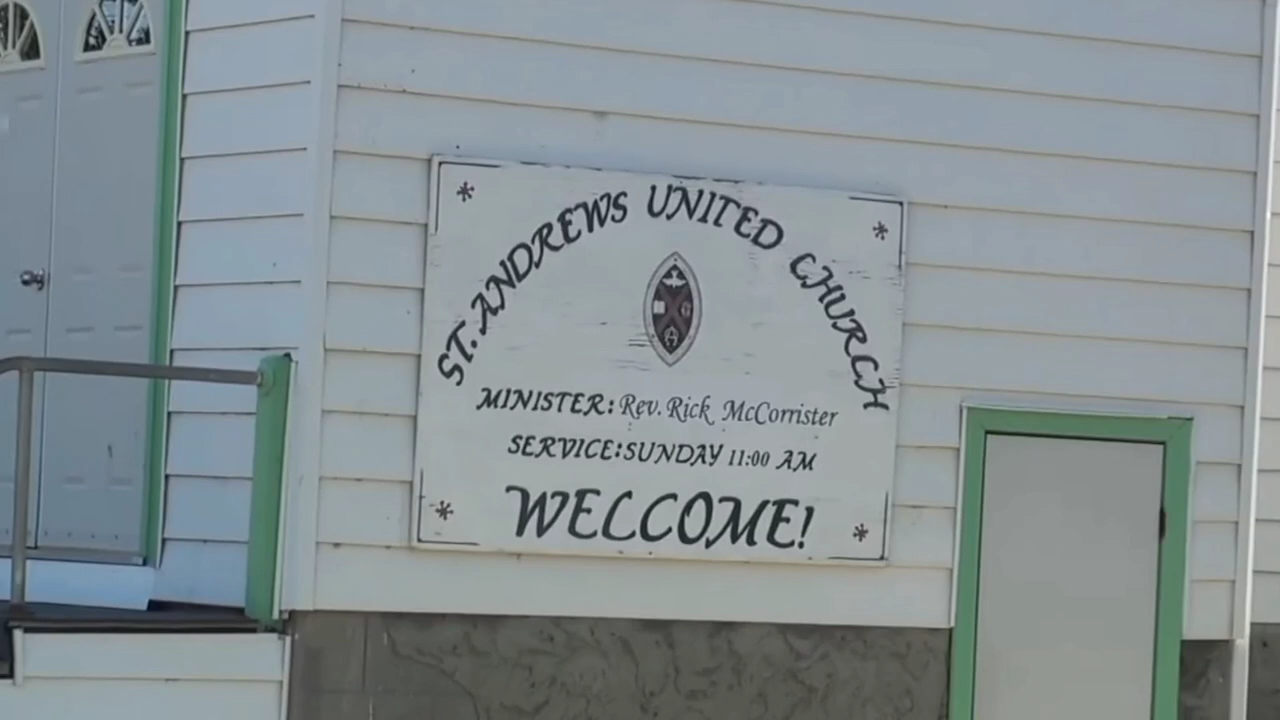 ST. ANDREWS UNITED CHURCH
MINISTER: Rev. Rick McCorrister
SERVICE: SUNDAY 11:00 AM
WELCOME!